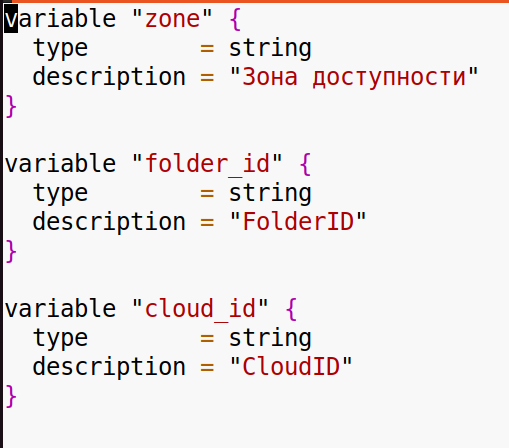 variable "zone" {
  type        = string
  description = "Зона доступности"
}

variable "folder_id" {
  type        = string
  description = "FolderID"
}

variable "cloud_id" {
  type        = string
  description = "CloudID"
}